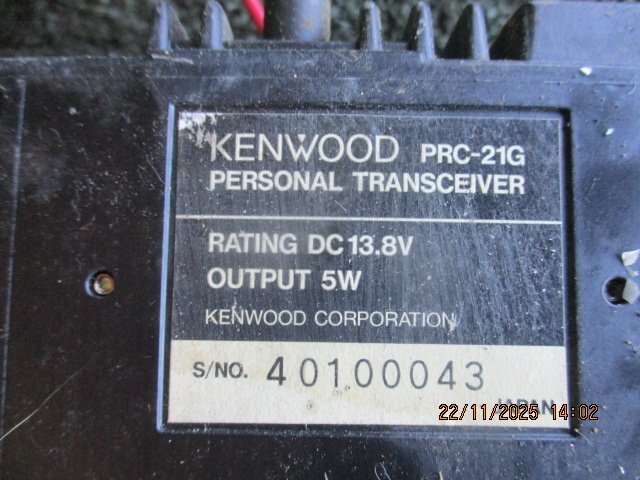 KENWOOD PRC-21G
PERSONAL TRANSCEIVER
RATING DC 13.8V
OUTPUT 5W
KENWOOD CORPORATION
S/NO. 40100043
JAPAN
22/11/2025 14:02